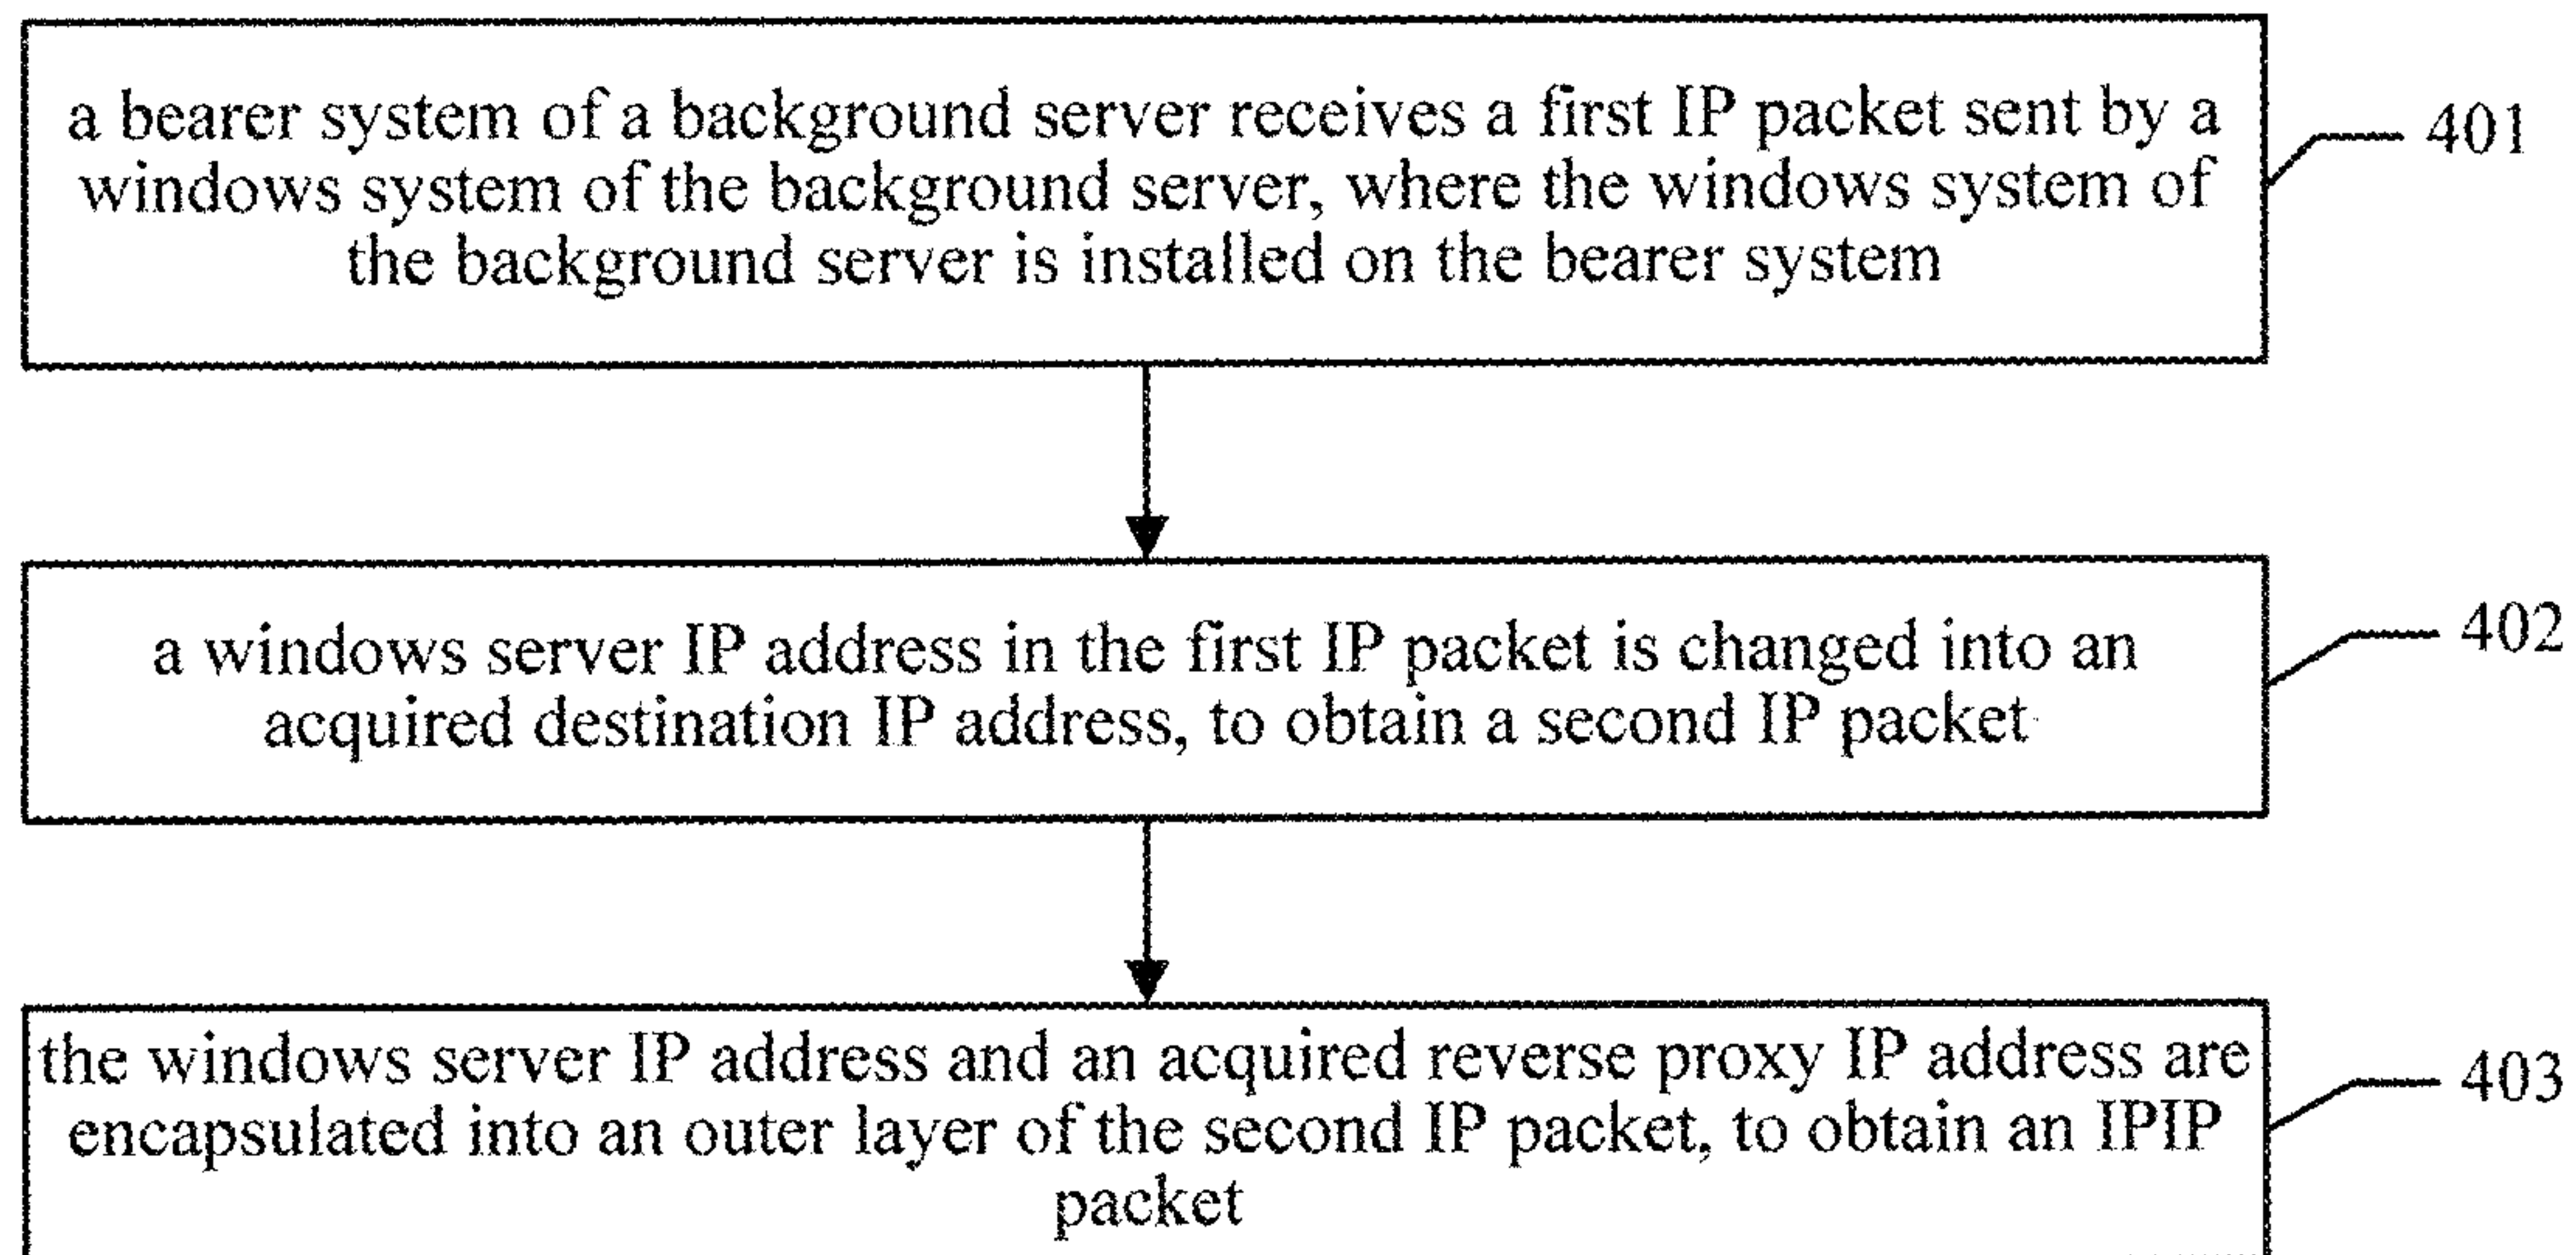 a bearer system of a background server receives a first IP packet sent by a
windows system of the background server, where the windows system of
the background server is installed on the bearer system
401
a windows server IP address in the first IP packet is changed into an
acquired destination IP address, to obtain a second IP packet
402
the windows server IP address and an acquired reverse proxy IP address are
encapsulated into an outer layer of the second IP packet, to obtain an IPIP
packet
403